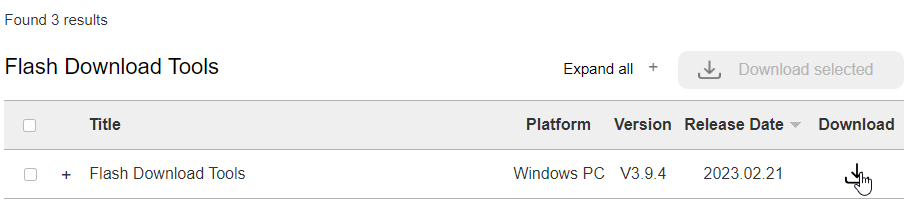 Found 3 results
Flash Download Tools
Expand all +
Download selected
Title Platform Version Release Date Download
+ Flash Download Tools Windows PC V3.9.4 2023.02.21